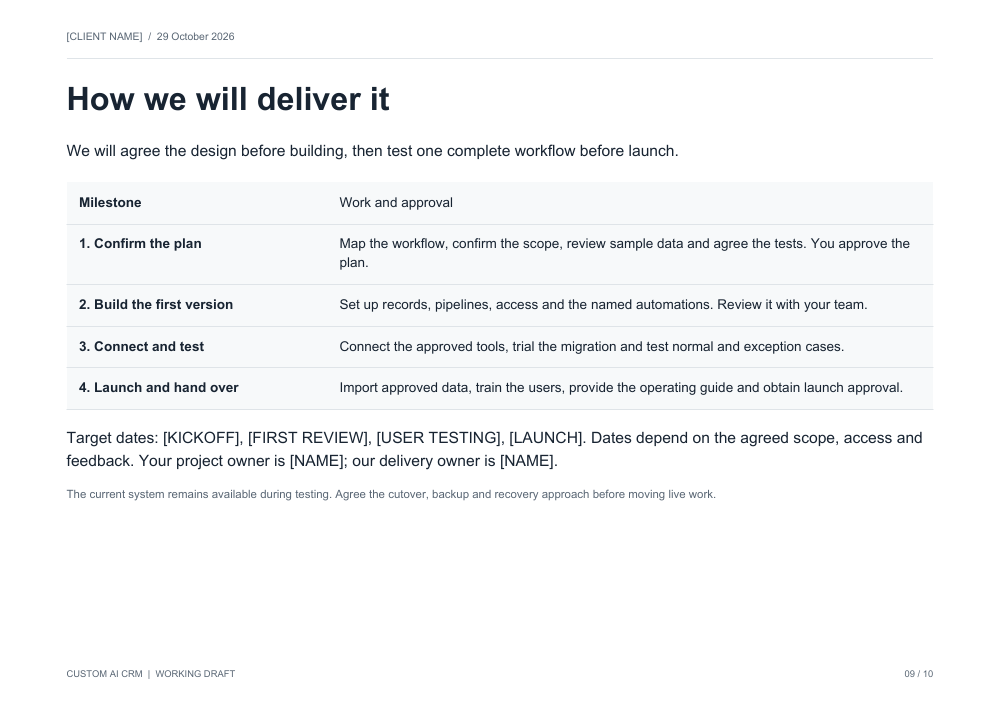 [CLIENT NAME] / 29 October 2026
How we will deliver it
We will agree the design before building, then test one complete workflow before launch.
Milestone Work and approval
1. Confirm the plan Map the workflow, confirm the scope, review sample data and agree the tests. You approve the
plan.
2. Build the first version Set up records, pipelines, access and the named automations. Review it with your team.
3. Connect and test Connect the approved tools, trial the migration and test normal and exception cases.
4. Launch and hand over Import approved data, train the users, provide the operating guide and obtain launch approval.
Target dates: [KICKOFF], [FIRST REVIEW], [USER TESTING], [LAUNCH]. Dates depend on the agreed scope, access and
feedback. Your project owner is [NAME]; our delivery owner is [NAME].
The current system remains available during testing. Agree the cutover, backup and recovery approach before moving live work.
CUSTOM AI CRM | WORKING DRAFT 09 / 10